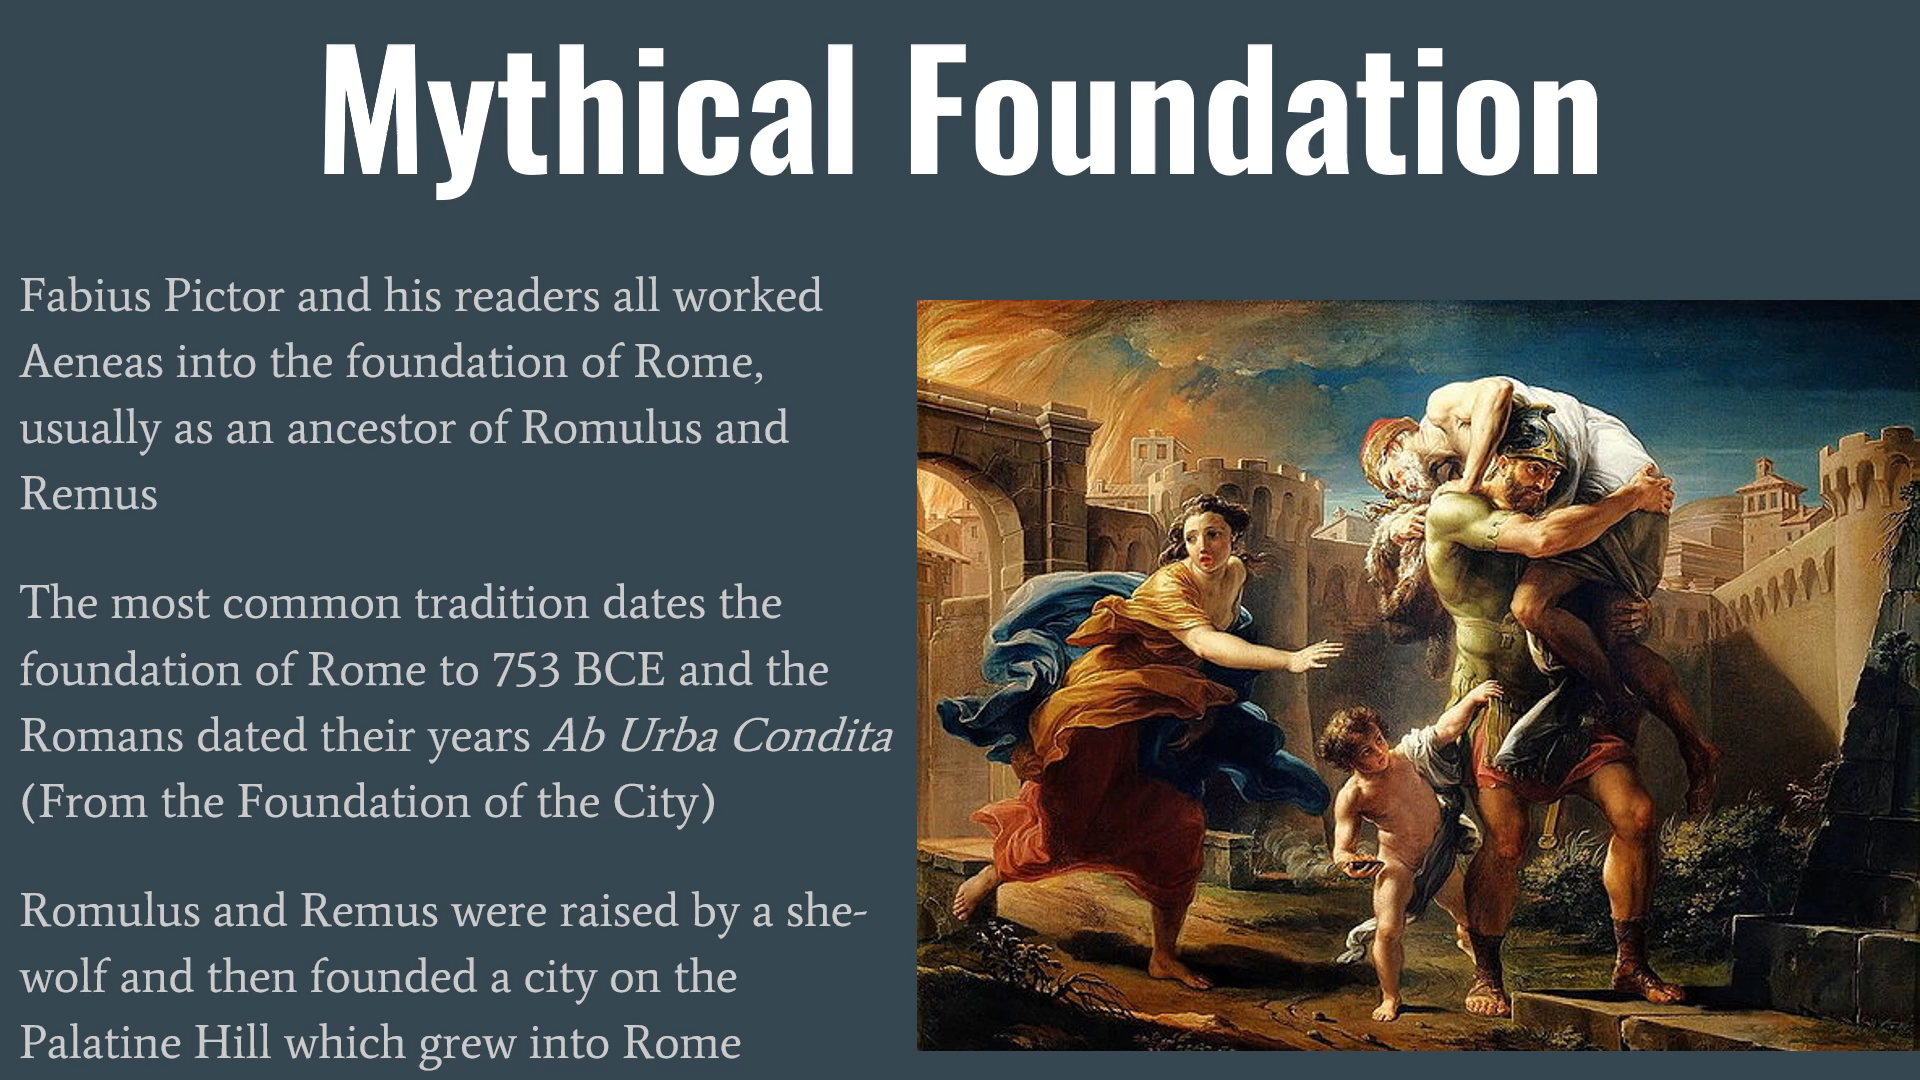 Mythical Foundation
Fabius Pictor and his readers all worked
Aeneas into the foundation of Rome,
usually as an ancestor of Romulus and
Remus
The most common tradition dates the
foundation of Rome to 753 BCE and the
Romans dated their years Ab Urba Condita
(From the Foundation of the City)
Romulus and Remus were raised by a she-
wolf and then founded a city on the
Palatine Hill which grew into Rome